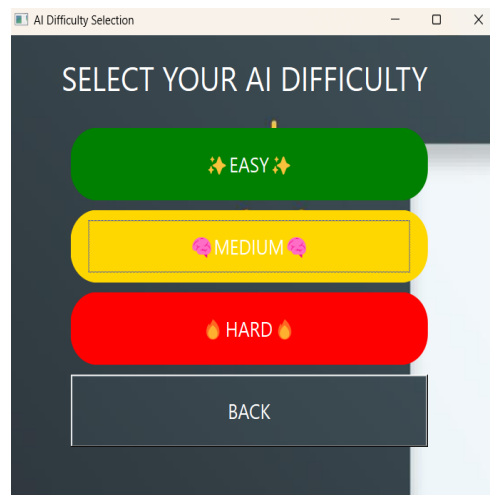 AI Difficulty Selection
SELECT YOUR AI DIFFICULTY
✨EASY✨
🧠MEDIUM🧠
🔥HARD🔥
BACK